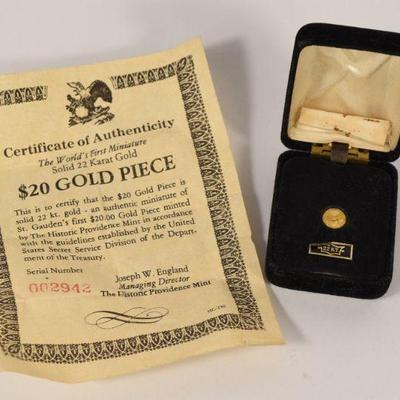 Certificate of Authenticity
The World's First Miniature
Solid 22 Karat Gold
$20 GOLD PIECE
This is to certify that the $20 Gold Piece is
solid 22 kt. gold - an authentic miniature of
St. Gauden's first $20.00 Gold Piece minted
by The Historic Providence Mint in accordance
with the guidelines established by the United
States Secret Service Division of the Depart-
ment of the Treasury.
Serial Number
002942
Joseph W. England
Managing Director
The Historic Providence Mint